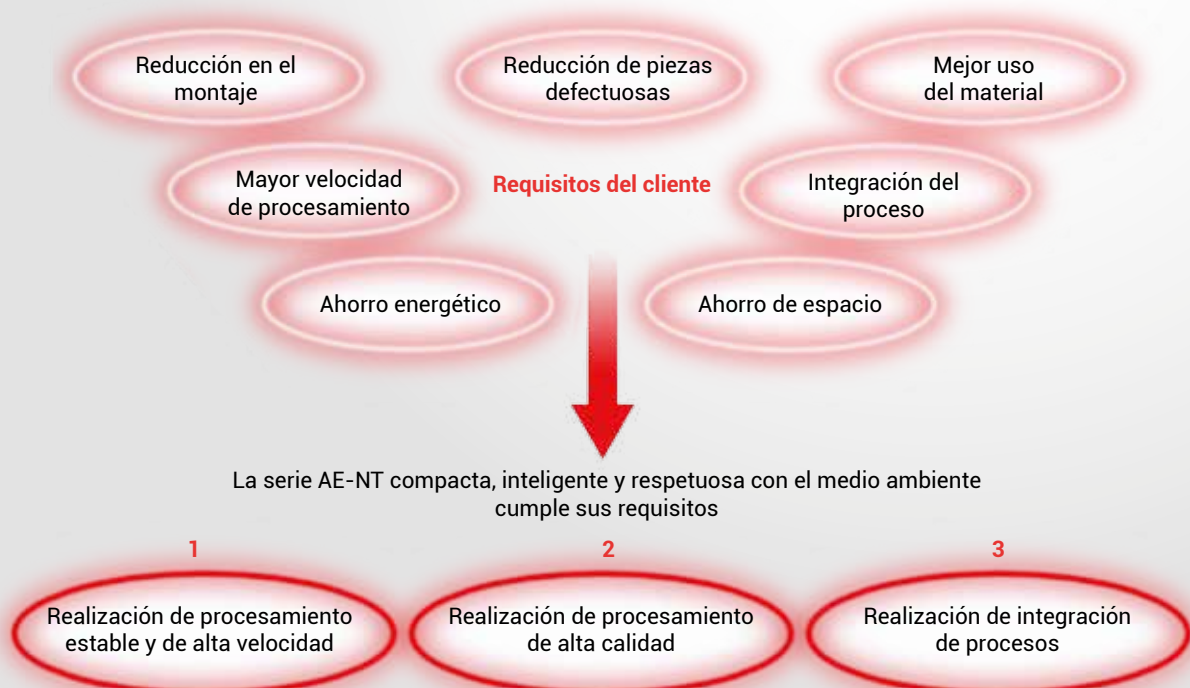 Reducción en el
montaje
Reducción de piezas
defectuosas
Mejor uso
del material
Mayor velocidad
de procesamiento
Requisitos del cliente
Integración del
proceso
Ahorro energético
Ahorro de espacio
La serie AE-NT compacta, inteligente y respetuosa con el medio ambiente
cumple sus requisitos
1
2
3
Realización de procesamiento
estable y de alta velocidad
Realización de procesamiento
de alta calidad
Realización de integración
de procesos